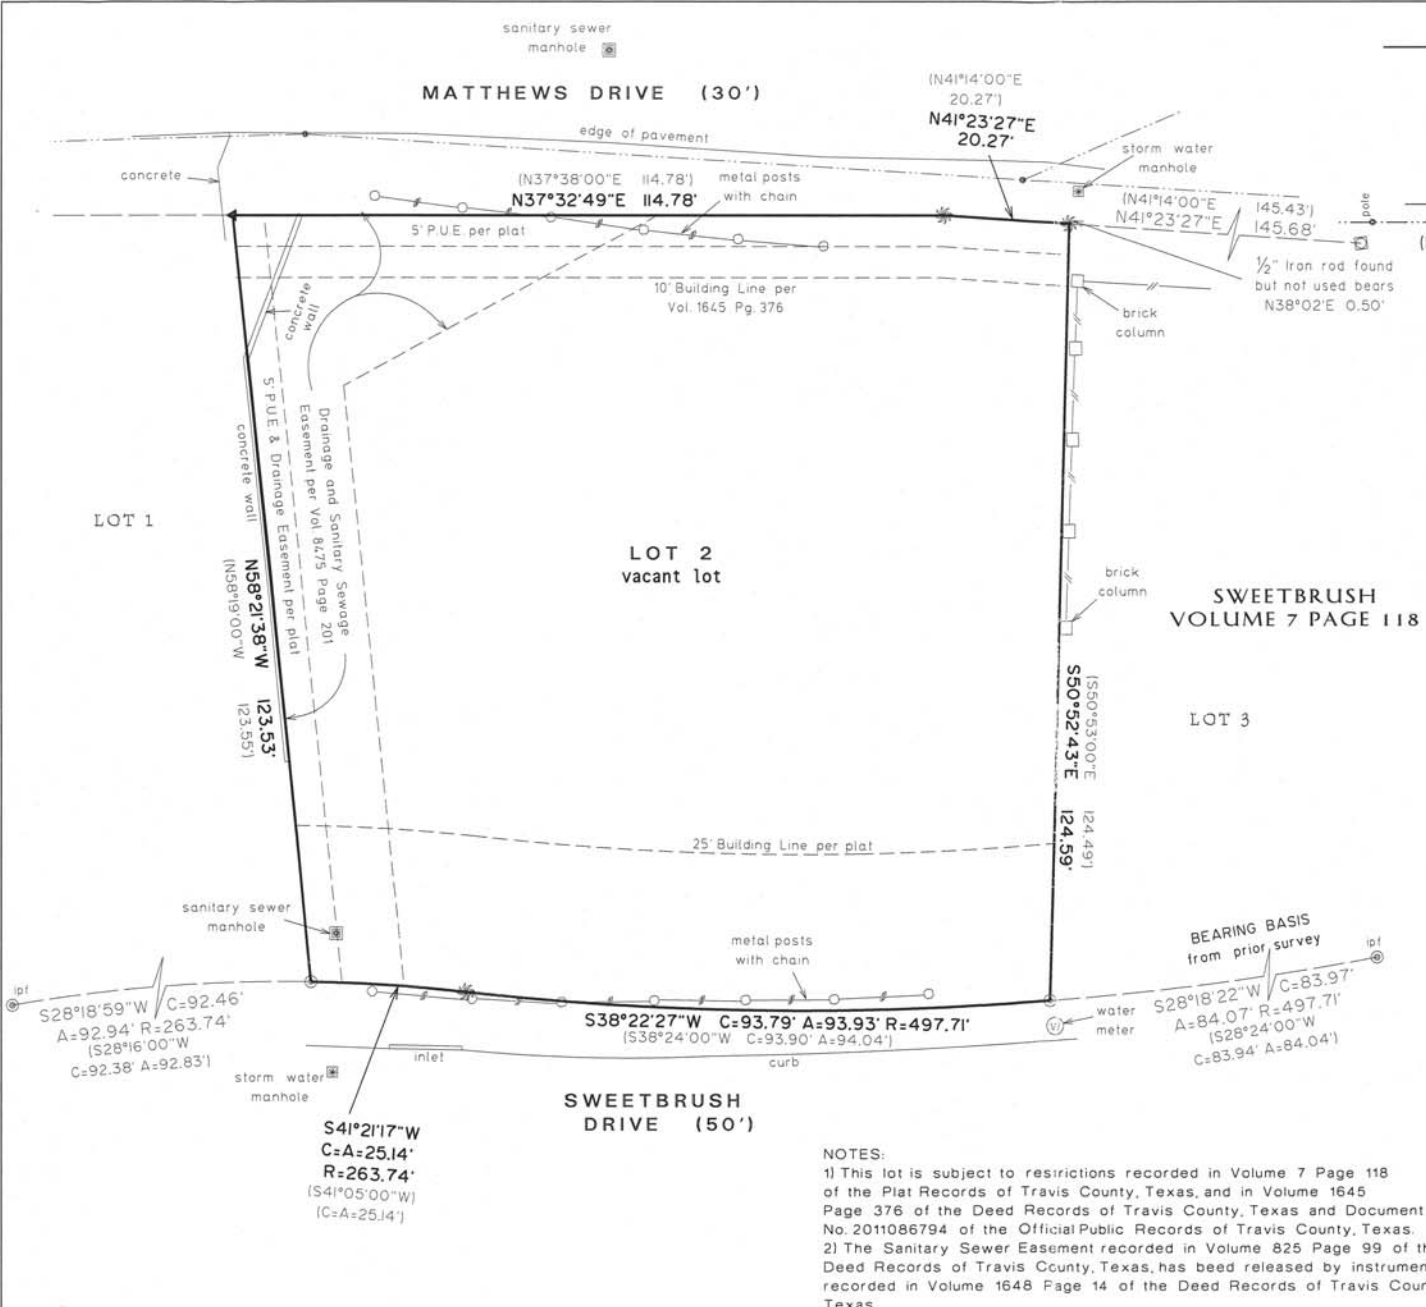 sanitary sewer
manhole
MATTHEWS DRIVE (30')
(N41°14'00"E
20.27')
N41°23'27"E
20.27'
edge of pavement
storm water
manhole
concrete
(N37°38'00"E 114.78')
N37°32'49"E 114.78'
metal posts
with chain
(N41°14'00"E 145.43')
N41°23'27"E 145.68'
pole
5' P.U.E. per plat
½" Iron rod found
but not used bears
N38°02'E 0.50'
10' Building Line per
Vol. 1645 Pg. 376
concrete
wall
brick
column
5' P.U.E. & Drainage Easement per plat
Drainage and Sanitary Sewage
Easement per Vol. 8475 Page 201
concrete wall
LOT 1
LOT 2
vacant lot
brick
column
SWEETBRUSH
VOLUME 7 PAGE 118
N58°21'38"W 123.53'
(N58°19'00"W 123.55')
(S50°53'00"E 124.49')
S50°52'43"E 124.59'
LOT 3
25' Building Line per plat
sanitary sewer
manhole
metal posts
with chain
BEARING BASIS
from prior survey
ipf
ipf
S28°18'59"W C=92.46'
A=92.94' R=263.74'
(S28°16'00"W
C=92.38' A=92.83')
S38°22'27"W C=93.79' A=93.93' R=497.71'
(S38°24'00"W C=93.90' A=94.04')
water
meter
S28°18'22"W C=83.97'
A=84.07' R=497.71'
(S28°24'00"W
C=83.94' A=84.04')
inlet
curb
storm water
manhole
SWEETBRUSH
DRIVE (50')
S41°21'17"W
C=A=25.14'
R=263.74'
(S41°05'00"W)
(C=A=25.14')
NOTES:
1) This lot is subject to restrictions recorded in Volume 7 Page 118
of the Plat Records of Travis County, Texas, and in Volume 1645
Page 376 of the Deed Records of Travis County, Texas and Document
No. 2011086794 of the Official Public Records of Travis County, Texas.
2) The Sanitary Sewer Easement recorded in Volume 825 Page 99 of th
Deed Records of Travis County, Texas, has beed released by instrumen
recorded in Volume 1648 Page 14 of the Deed Records of Travis Coun
Texas